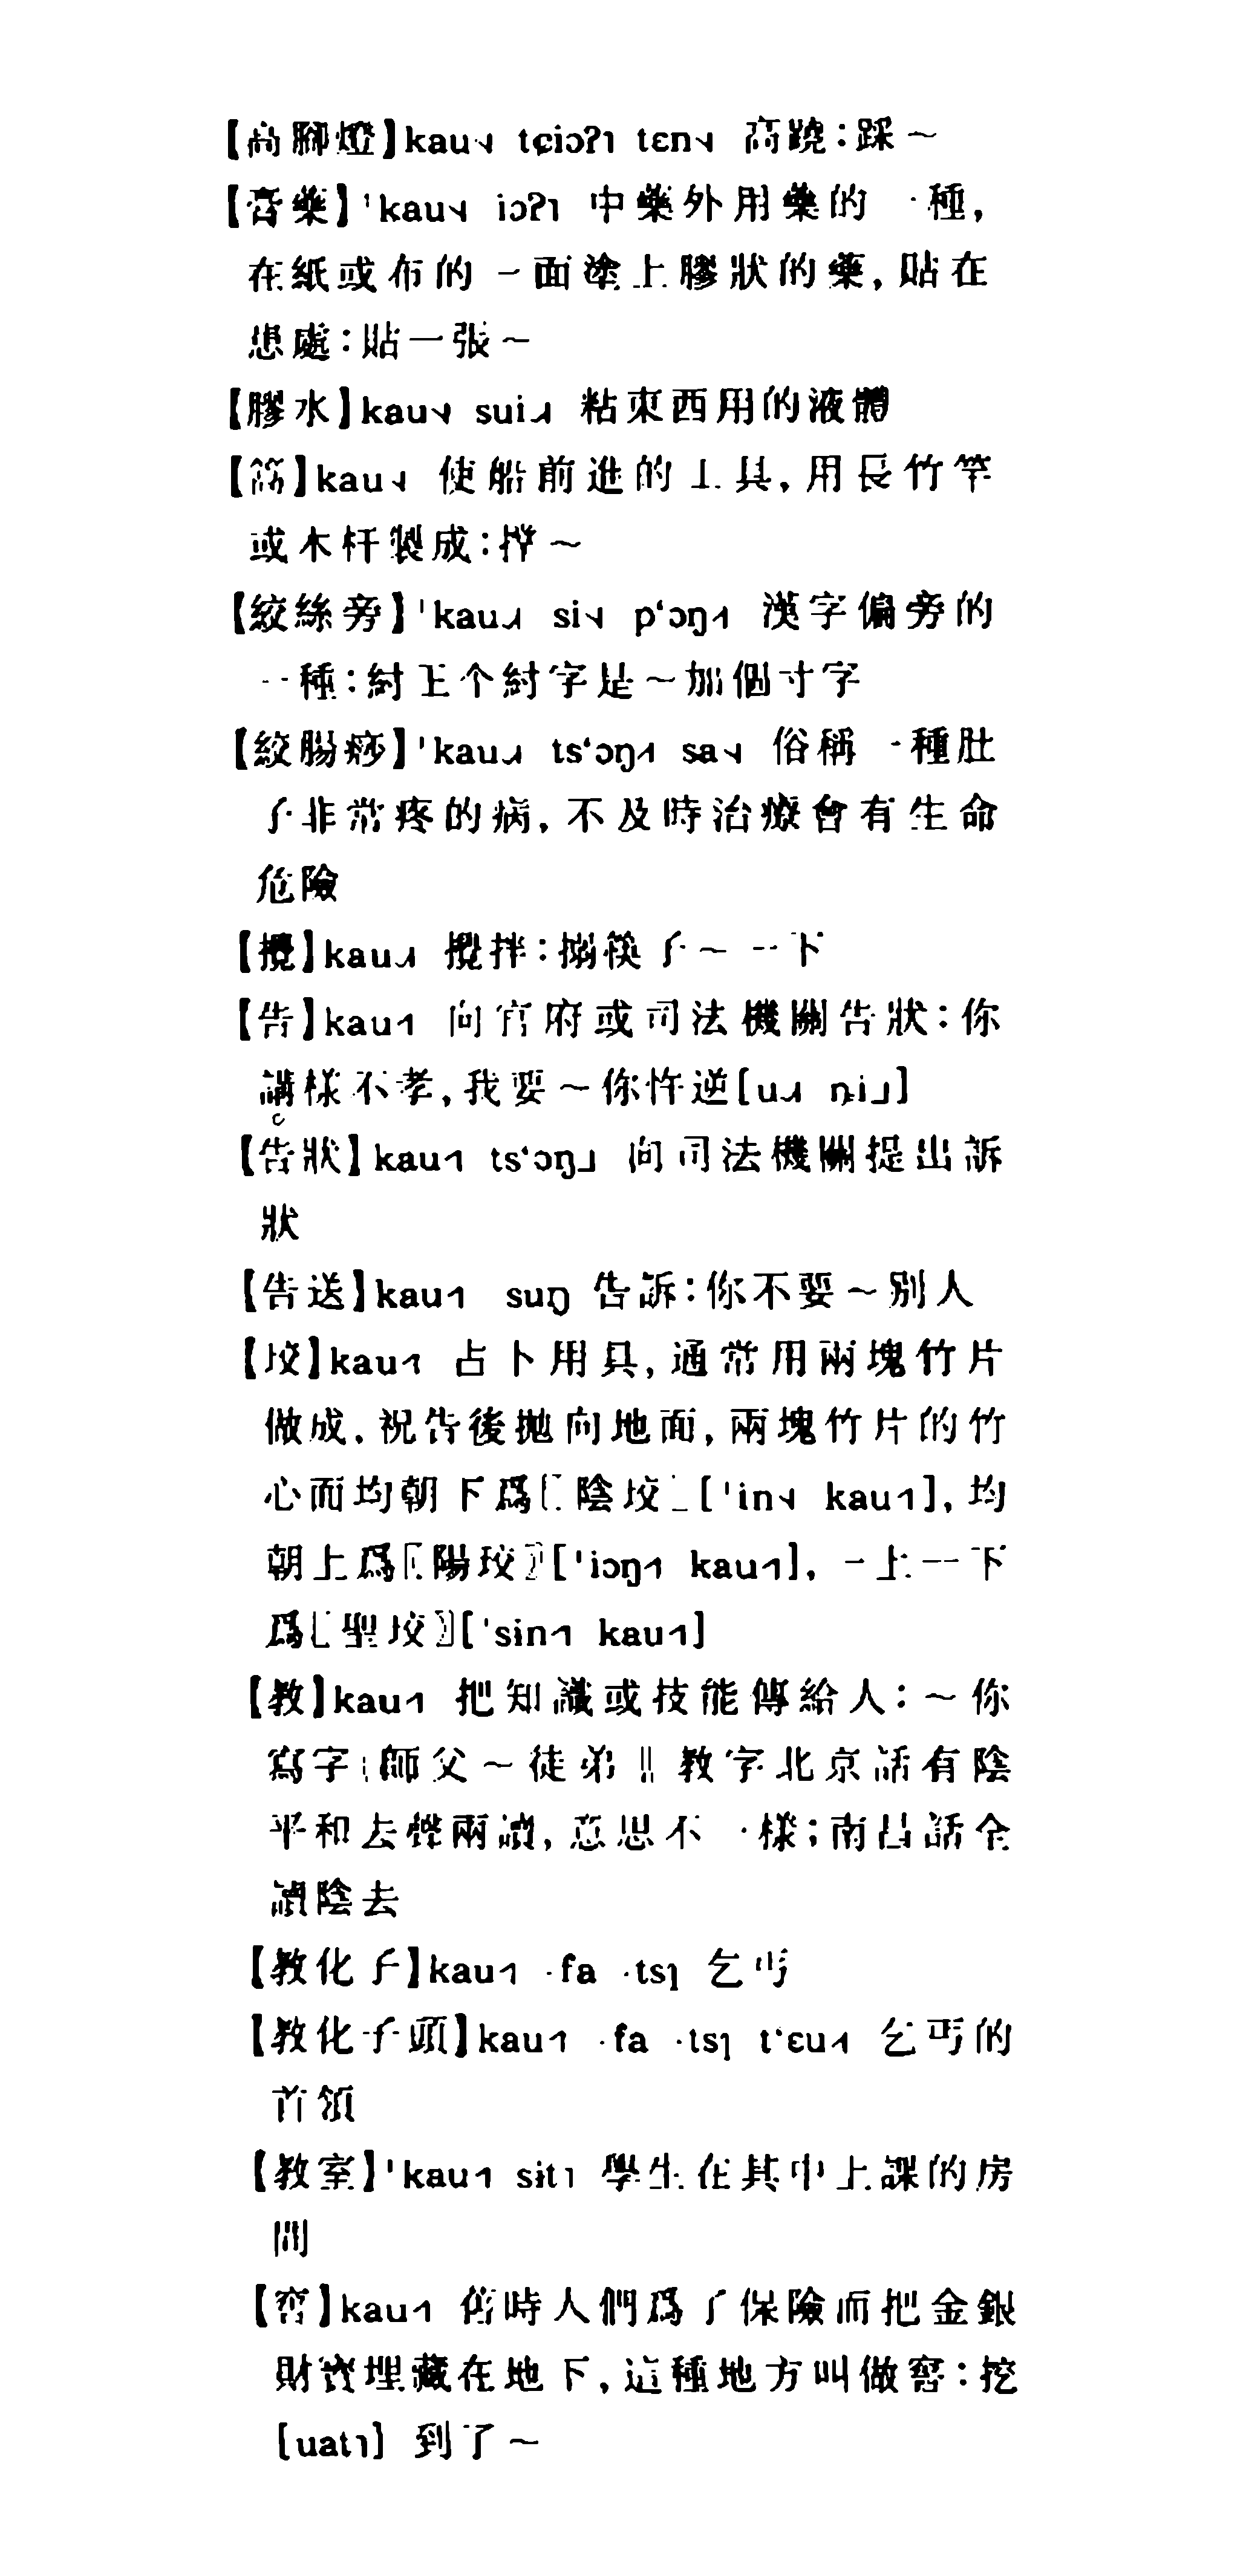 【高腳燈】kau˧˨ tɕiɔʔ˥ tɛn˧˨ 高蹺:踩～
【膏藥】'kau˧˨ iɔʔ˥ 中藥外用藥的一種,
在紙或布的一面塗上膠狀的藥,貼在
患處:貼一張～
【膠水】kau˧˨ sui˨˩˧ 粘東西用的液體
【篙】kau˧˨ 使船前進的工具,用長竹竿
或木杆製成:撑～
【絞絲旁】'kau˨˩˧ si˧˨ p‘ɔŋ˨˦ 漢字偏旁的
一種:紂王个紂字是～加個寸字
【絞腸痧】'kau˨˩˧ ts‘ɔŋ˨˦ sa˧˨ 俗稱一種肚
子非常疼的病,不及時治療會有生命
危險
【攪】kau˨˩˧ 攪拌:搦筷子～一下
【告】kau˦˥ 向官府或司法機關告狀:你
講樣不孝,我要～你忤逆[u˨˩˧ ȵi˨˩]
【告狀】kau˦˥ ts‘ɔŋ˨˩ 向司法機關提出訴
狀
【告送】kau˦˥ suŋ 告訴:你不要～别人
【珓】kau˦˥ 占卜用具,通常用兩塊竹片
做成,祝告後拋向地面,兩塊竹片的竹
心面均朝下爲〖陰珓〗['in˧˨ kau˦˥],均
朝上爲〖陽珓〗['iɔŋ˨˦ kau˦˥],一上一下
爲〖聖珓〗['sin˦˥ kau˦˥]
【教】kau˦˥ 把知識或技能傳給人:～你
寫字¦師父～徒弟‖教字北京話有陰
平和去聲兩讀,意思不一樣;南昌話全
讀陰去
【教化子】kau˦˥ ·fa ·tsɿ 乞丐
【教化子頭】kau˦˥ ·fa ·tsɿ t‘ɛu˨˦ 乞丐的
首領
【教室】'kau˦˥ sɨt˥ 學生在其中上課的房
間
【窖】kau˦˥ 舊時人們爲了保險而把金銀
財寶埋藏在地下,這種地方叫做窖:挖
[uat˥] 到了～